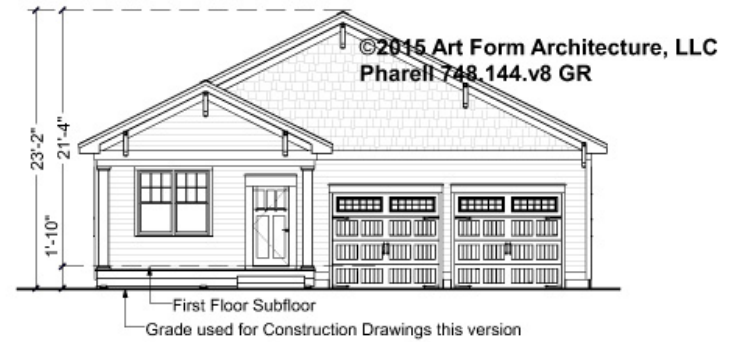 ©2015 Art Form Architecture, LLC
Pharell 748.144.v8 GR
23'-2"
21'-4"
1'-10"
First Floor Subfloor
Grade used for Construction Drawings this version